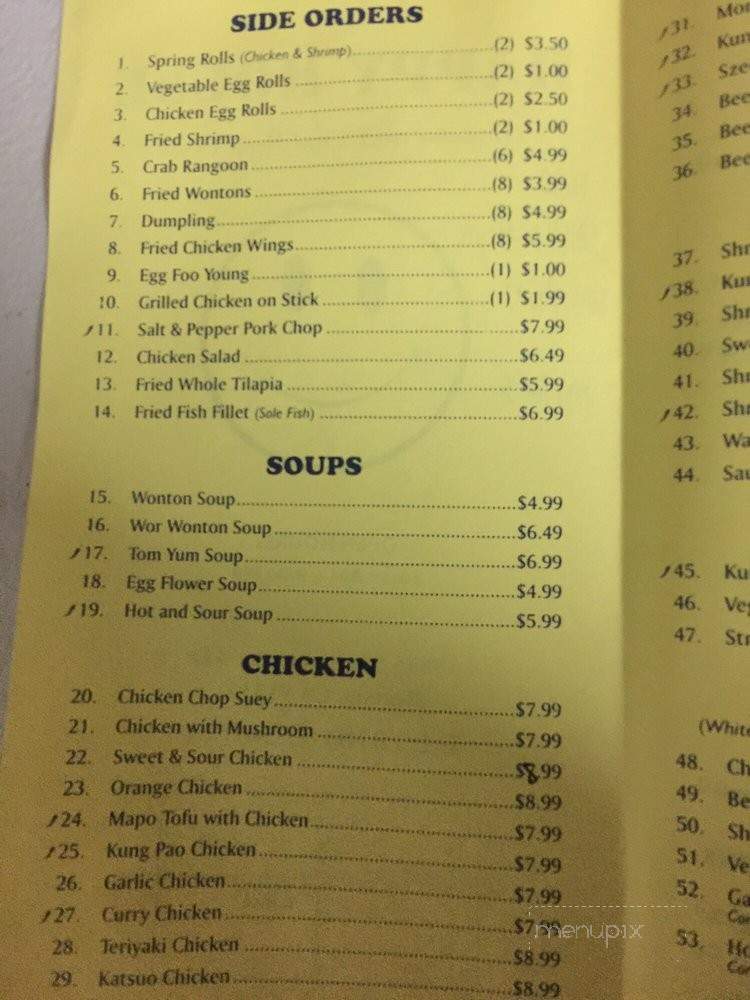 SIDE ORDERS
1. Spring Rolls (Chicken & Shrimp)..........(2) $3.50
2. Vegetable Egg Rolls ..........(2) $1.00
3. Chicken Egg Rolls ..........(2) $2.50
4. Fried Shrimp..........(2) $1.00
5. Crab Rangoon ..........(6) $4.99
6. Fried Wontons ..........(8) $3.99
7. Dumpling..........(8) $4.99
8. Fried Chicken Wings..........(8) $5.99
9. Egg Foo Young ..........(1) $1.00
10. Grilled Chicken on Stick ..........(1) $1.99
11. Salt & Pepper Pork Chop ..........$7.99
12. Chicken Salad ..........$6.49
13. Fried Whole Tilapia ..........$5.99
14. Fried Fish Fillet (Sole Fish) ..........$6.99
SOUPS
15. Wonton Soup..........$4.99
16. Wor Wonton Soup ..........$6.49
17. Tom Yum Soup..........$6.99
18. Egg Flower Soup..........$4.99
19. Hot and Sour Soup ..........$5.99
CHICKEN
20. Chicken Chop Suey..........$7.99
21. Chicken with Mushroom ..........$7.99
22. Sweet & Sour Chicken ..........$8.99
23. Orange Chicken ..........$8.99
24. Mapo Tofu with Chicken..........$7.99
25. Kung Pao Chicken ..........$7.99
26. Garlic Chicken..........$7.99
27. Curry Chicken ..........$7.99
28. Teriyaki Chicken ..........$8.99
29. Katsuo Chicken ..........$8.99
31.
32.
33.
34.
35.
36.
37.
38.
39.
40.
41.
42.
43.
44.
45.
46.
47.
(White
48.
49.
50.
51.
52.
53.
menupix